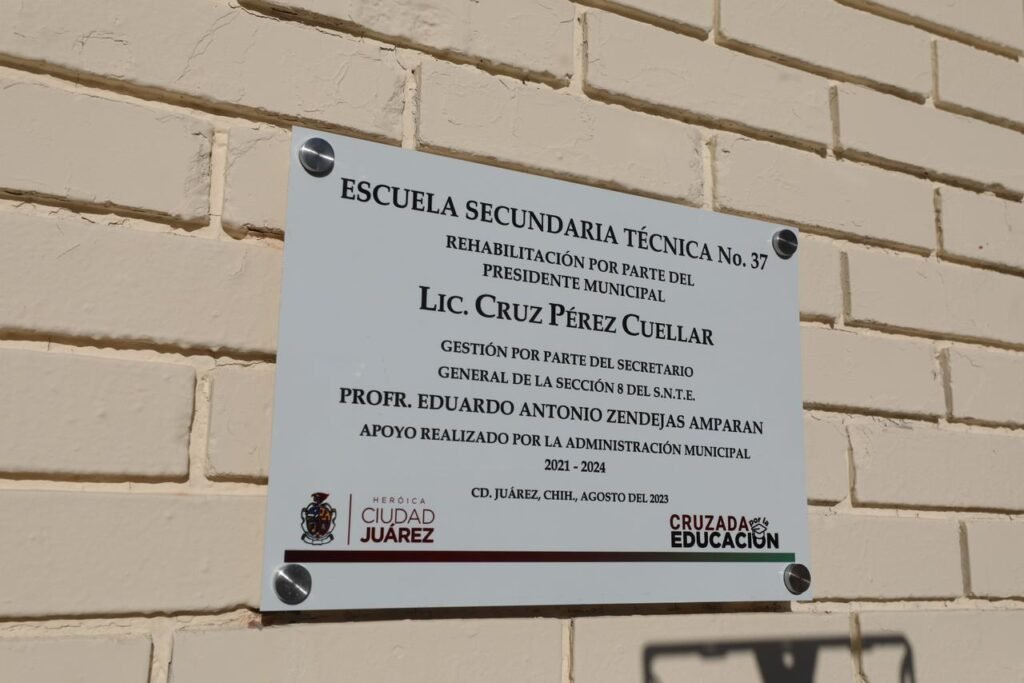 ESCUELA SECUNDARIA TÉCNICA No. 37
REHABILITACIÓN POR PARTE DEL
PRESIDENTE MUNICIPAL
LIC. CRUZ PÉREZ CUELLAR
GESTIÓN POR PARTE DEL SECRETARIO
GENERAL DE LA SECCIÓN 8 DEL S.N.T.E.
PROFR. EDUARDO ANTONIO ZENDEJAS AMPARAN
APOYO REALIZADO POR LA ADMINISTRACIÓN MUNICIPAL
2021 - 2024
CD. JUÁREZ, CHIH., AGOSTO DEL 2023
HERÓICA
CIUDAD
JUÁREZ
CRUZADA por la
EDUCACIÓN